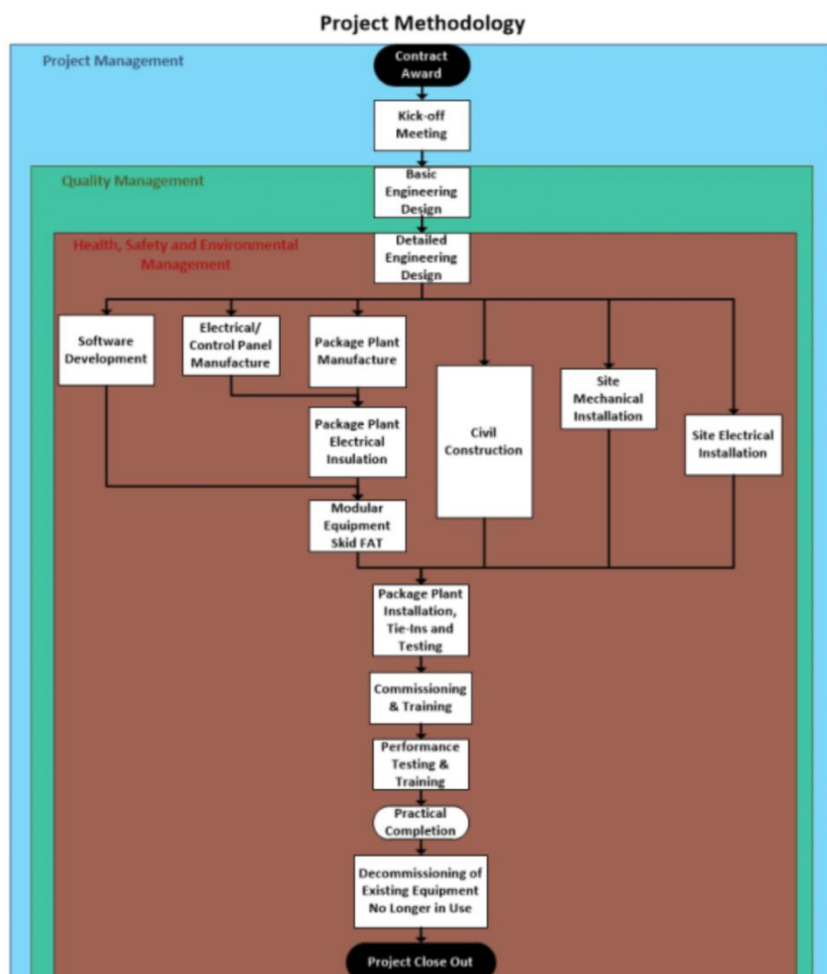 Project Methodology
Project Management
Contract
Award
Kick-off
Meeting
Quality Management
Basic
Engineering
Design
Health, Safety and Environmental
Management
Detailed
Engineering
Design
Software
Development
Electrical/
Control Panel
Manufacture
Package Plant
Manufacture
Package Plant
Electrical
Insulation
Civil
Construction
Site
Mechanical
Installation
Site Electrical
Installation
Modular
Equipment
Skid FAT
Package Plant
Installation,
Tie-Ins and
Testing
Commissioning
& Training
Performance
Testing &
Training
Practical
Completion
Decommissioning of
Existing Equipment
No Longer in Use
Project Close Out